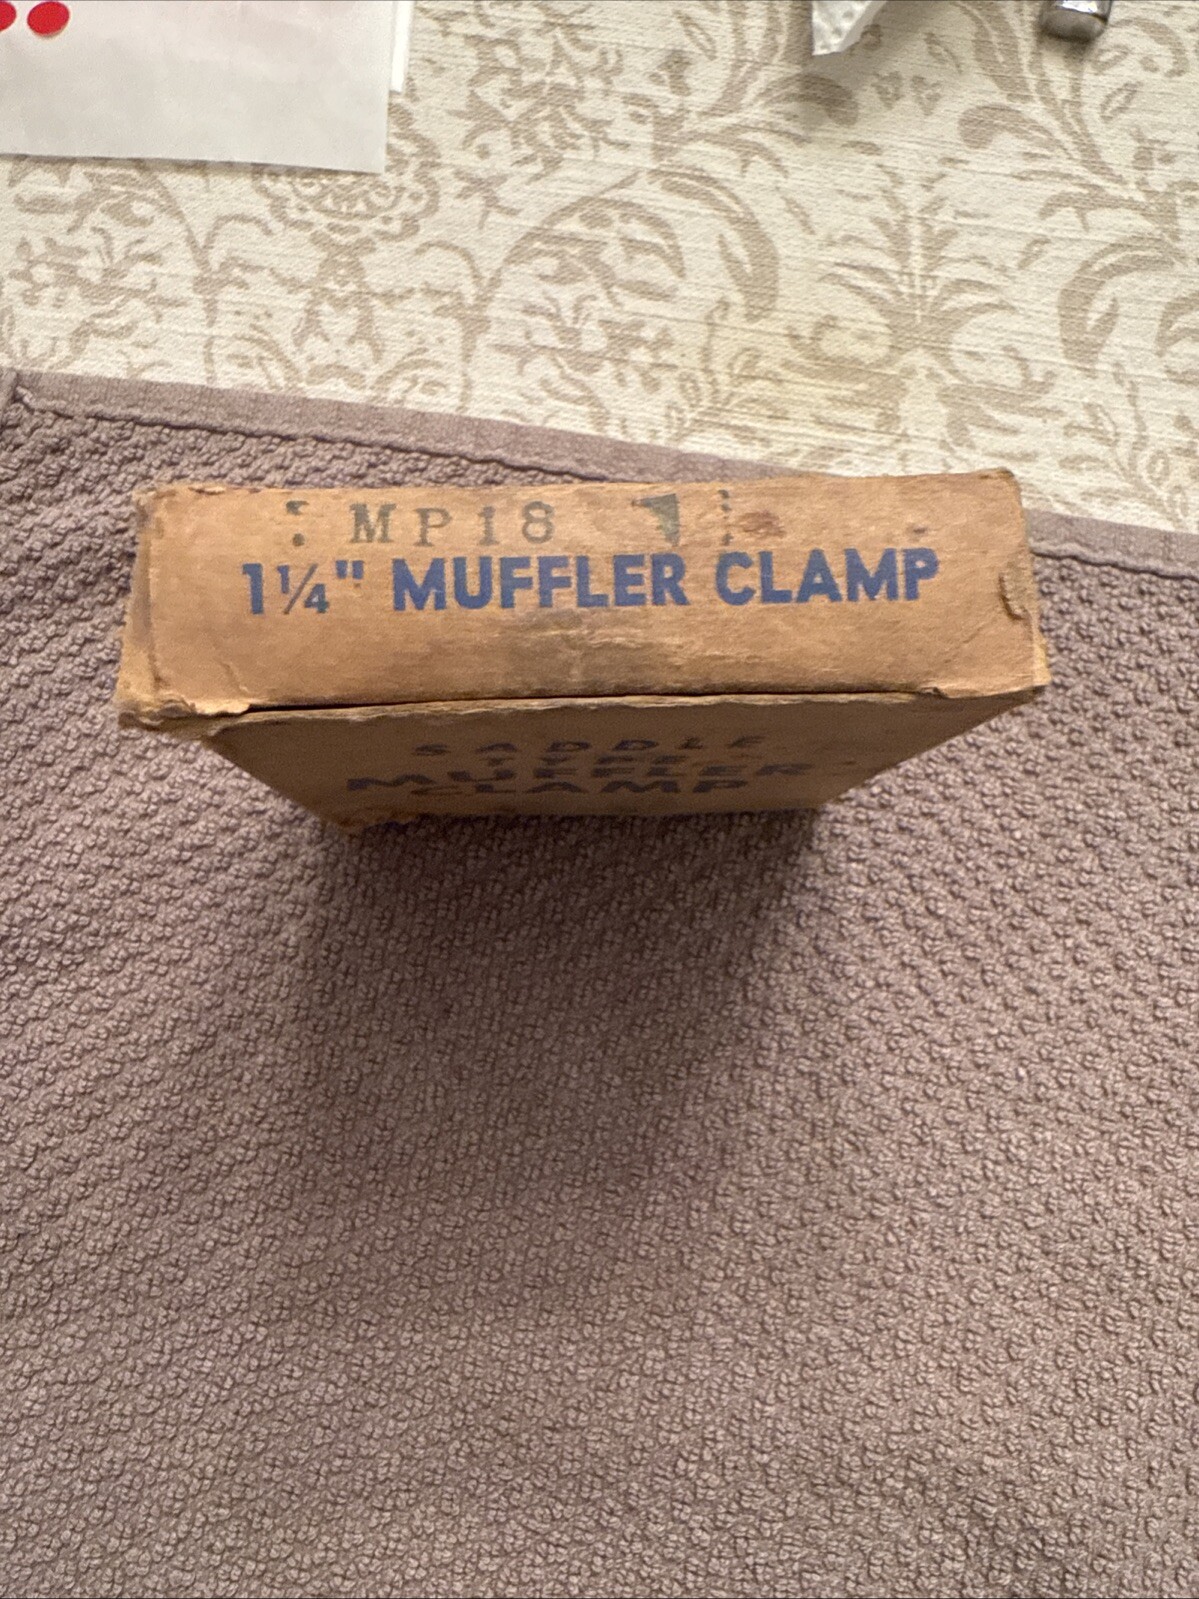 MP18
1¼" MUFFLER CLAMP
SADDLE
TYPE
MUFFLER
CLAMP